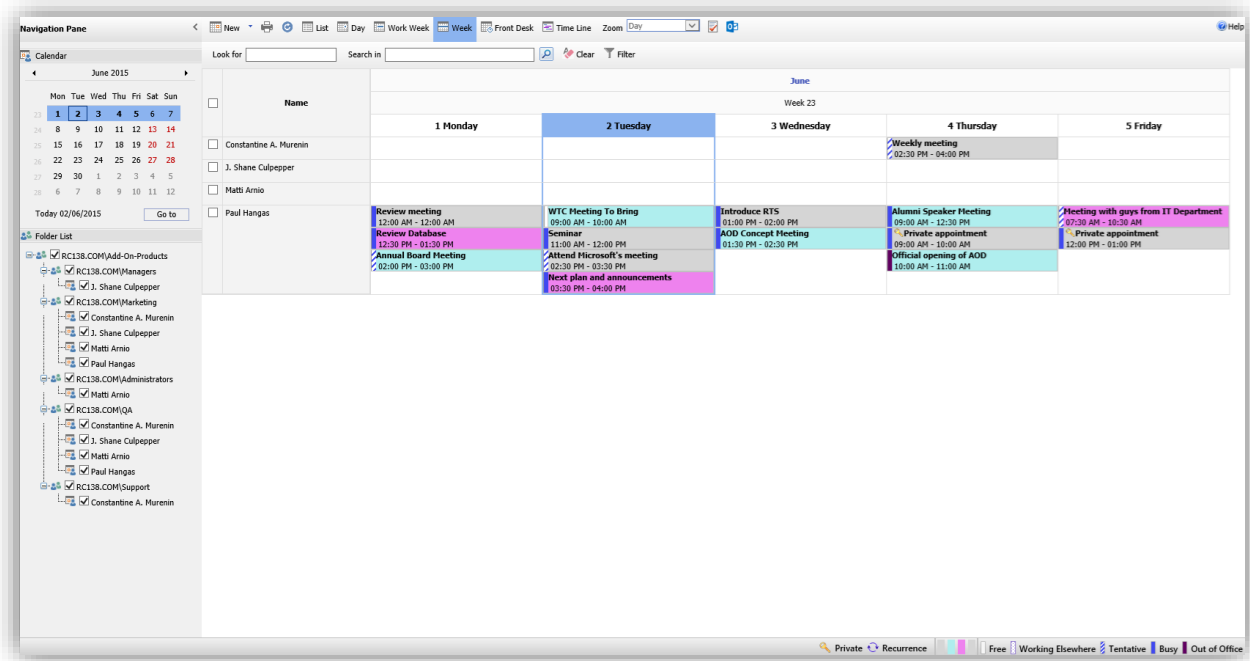 Navigation Pane
New
List
Day
Work Week
Week
Front Desk
Time Line
Zoom Day
Help
Calendar
Look for
Search in
Clear
Filter
June 2015
Mon Tue Wed Thu Fri Sat Sun
23 1 2 3 4 5 6 7
24 8 9 10 11 12 13 14
25 15 16 17 18 19 20 21
26 22 23 24 25 26 27 28
27 29 30 1 2 3 4 5
28 6 7 8 9 10 11 12
Today 02/06/2015
Go to
Folder List
RC138.COM\Add-On-Products
RC138.COM\Managers
J. Shane Culpepper
RC138.COM\Marketing
Constantine A. Murenin
J. Shane Culpepper
Matti Arnio
Paul Hangas
RC138.COM\Administrators
Matti Arnio
RC138.COM\QA
Constantine A. Murenin
J. Shane Culpepper
Matti Arnio
Paul Hangas
RC138.COM\Support
Constantine A. Murenin
Name
June
Week 23
1 Monday
2 Tuesday
3 Wednesday
4 Thursday
5 Friday
Constantine A. Murenin
Weekly meeting
02:30 PM - 04:00 PM
J. Shane Culpepper
Matti Arnio
Paul Hangas
Review meeting
12:00 AM - 12:00 AM
Review Database
12:30 PM - 01:30 PM
Annual Board Meeting
02:00 PM - 03:00 PM
WTC Meeting To Bring
09:00 AM - 10:00 AM
Seminar
11:00 AM - 12:00 PM
Attend Microsoft's meeting
02:30 PM - 03:30 PM
Next plan and announcements
03:30 PM - 04:00 PM
Introduce RTS
01:00 PM - 02:00 PM
AOD Concept Meeting
01:30 PM - 02:30 PM
Alumni Speaker Meeting
09:00 AM - 12:30 PM
Private appointment
09:00 AM - 10:00 AM
Official opening of AOD
10:00 AM - 11:00 AM
Meeting with guys from IT Department
07:30 AM - 10:30 AM
Private appointment
12:00 PM - 01:00 PM
Private
Recurrence
Free
Working Elsewhere
Tentative
Busy
Out of Office